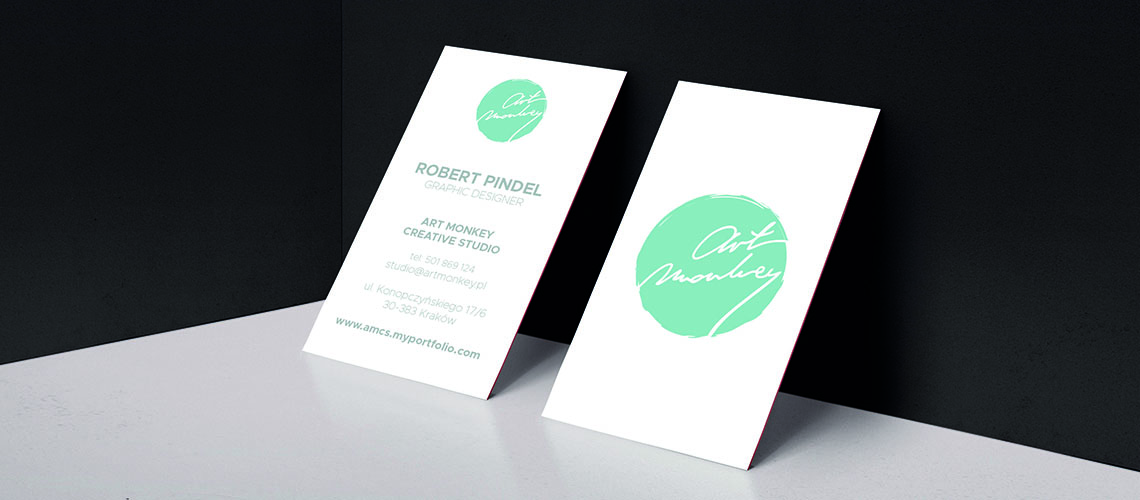 Art
Monkey
ROBERT PINDEL
GRAPHIC DESIGNER
ART MONKEY
CREATIVE STUDIO
tel: 501 869 124
studio@artmonkey.pl
ul. Konopczyńskiego 17/6
30-383 Kraków
www.amcs.myportfolio.com
Art
Monkey